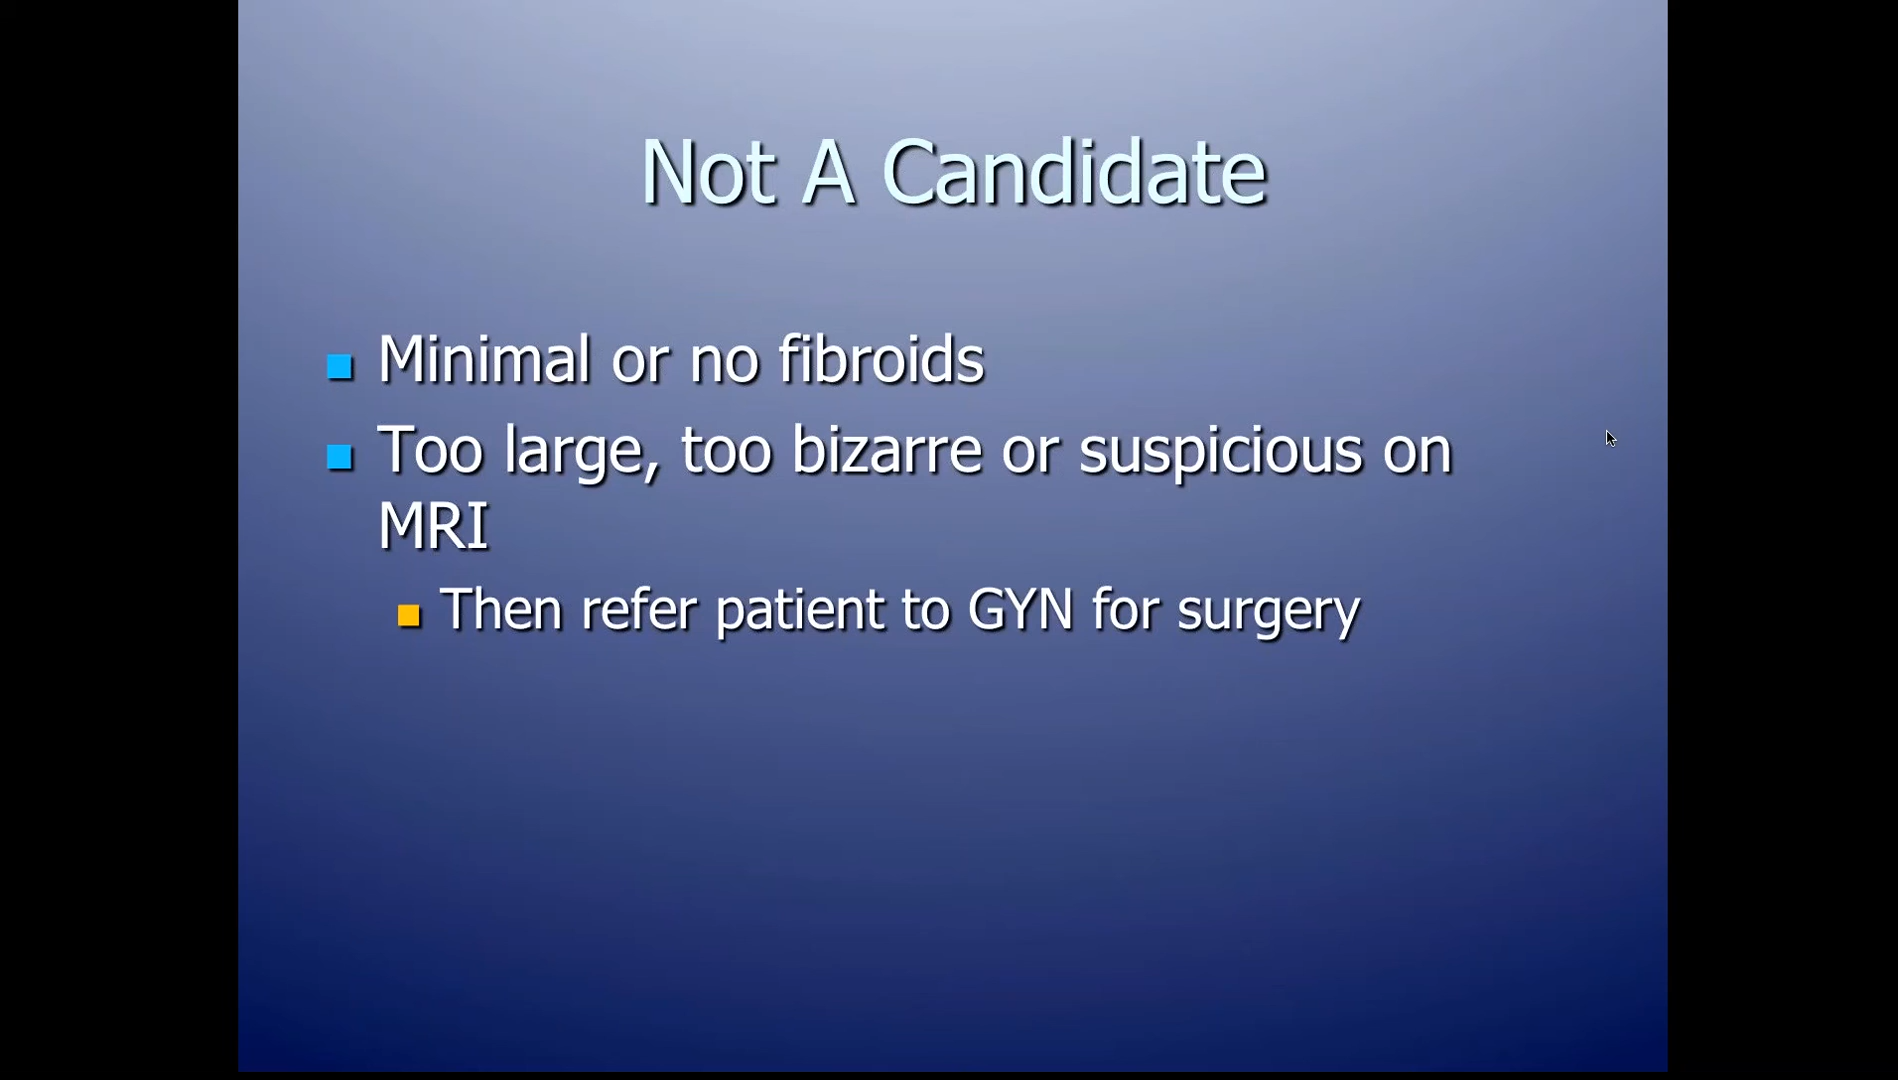 Not A Candidate
Minimal or no fibroids
Too large, too bizarre or suspicious on
MRI
Then refer patient to GYN for surgery